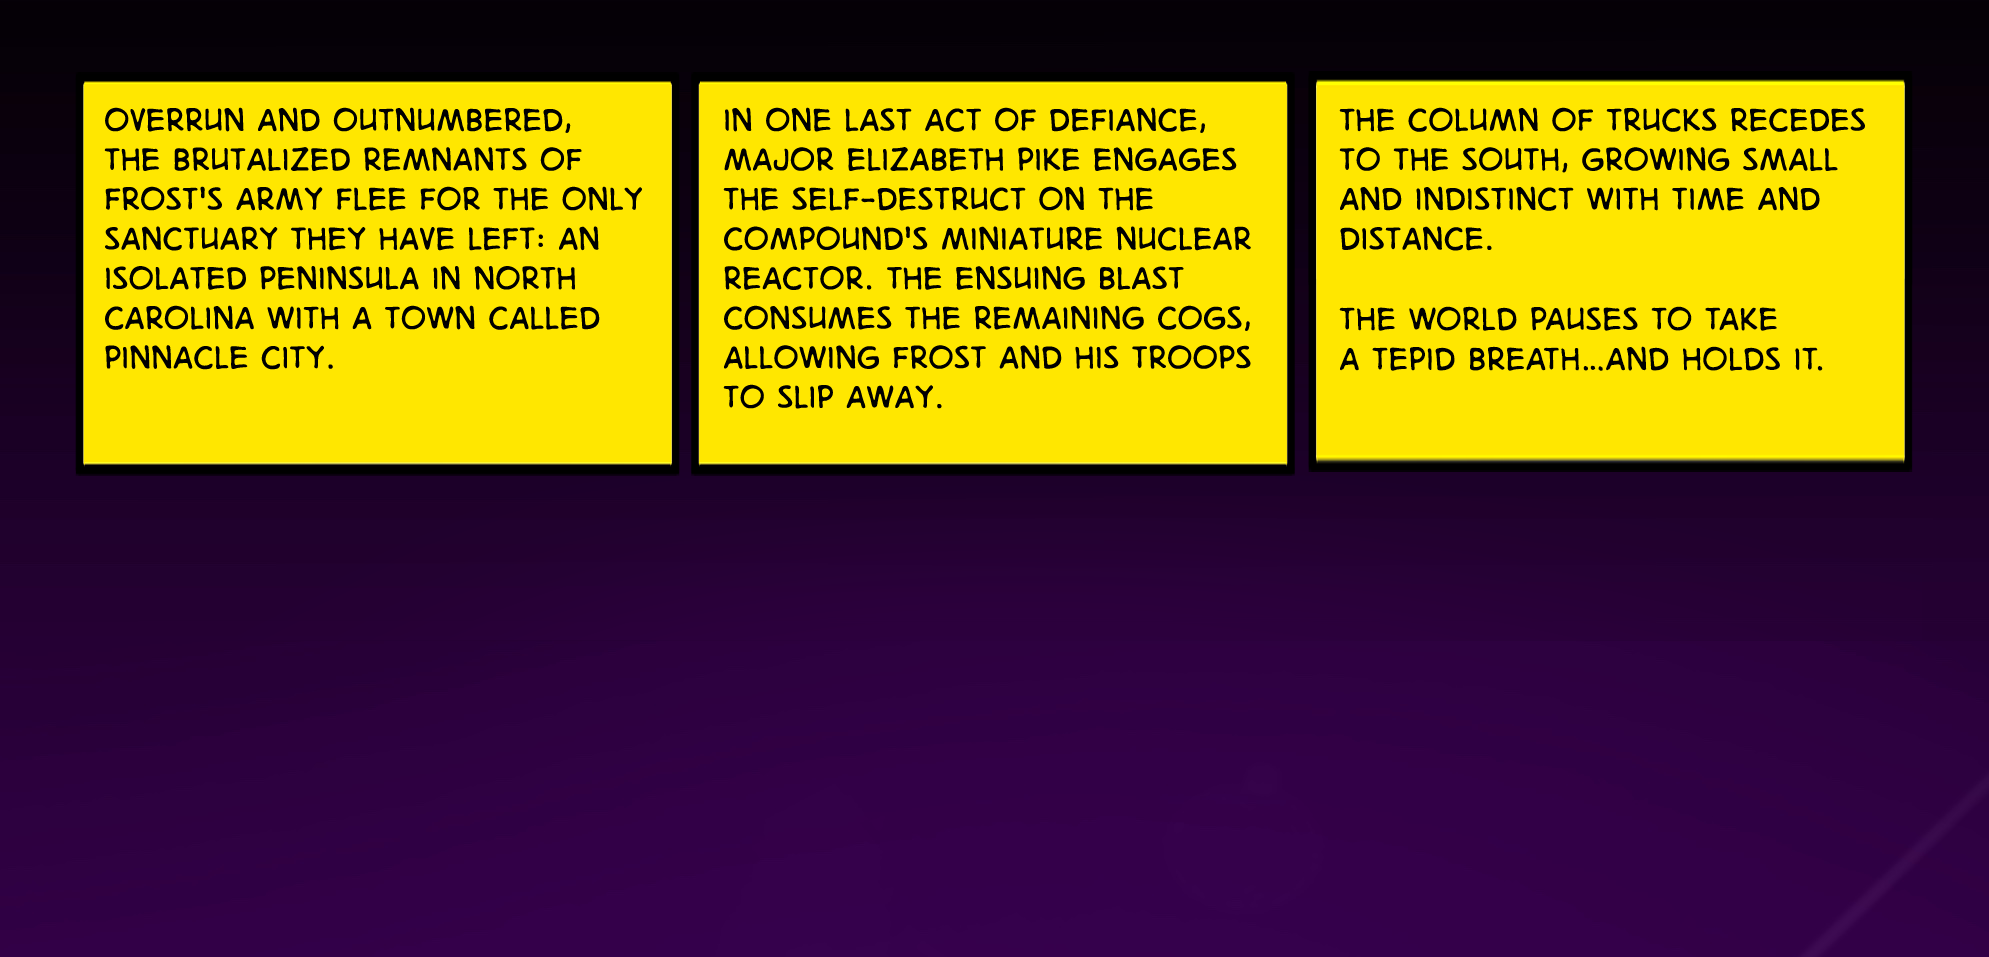 OVERRUN AND OUTNUMBERED,
THE BRUTALIZED REMNANTS OF
FROST'S ARMY FLEE FOR THE ONLY
SANCTUARY THEY HAVE LEFT: AN
ISOLATED PENINSULA IN NORTH
CAROLINA WITH A TOWN CALLED
PINNACLE CITY.
IN ONE LAST ACT OF DEFIANCE,
MAJOR ELIZABETH PIKE ENGAGES
THE SELF-DESTRUCT ON THE
COMPOUND'S MINIATURE NUCLEAR
REACTOR. THE ENSUING BLAST
CONSUMES THE REMAINING COGS,
ALLOWING FROST AND HIS TROOPS
TO SLIP AWAY.
THE COLUMN OF TRUCKS RECEDES
TO THE SOUTH, GROWING SMALL
AND INDISTINCT WITH TIME AND
DISTANCE.
THE WORLD PAUSES TO TAKE
A TEPID BREATH...AND HOLDS IT.